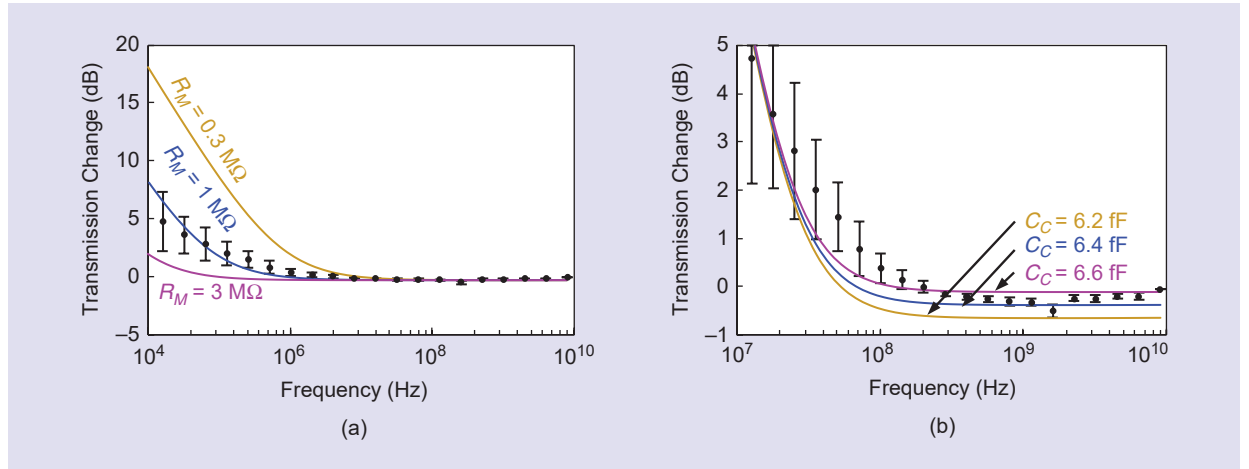 20
15
10
5
0
–5
Transmission Change (dB)
R_M = 0.3 MΩ
R_M = 1 MΩ
R_M = 3 MΩ
10^4
10^6
10^8
10^10
Frequency (Hz)
(a)
5
4
3
2
1
0
–1
Transmission Change (dB)
C_C = 6.2 fF
C_C = 6.4 fF
C_C = 6.6 fF
10^7
10^8
10^9
10^10
Frequency (Hz)
(b)